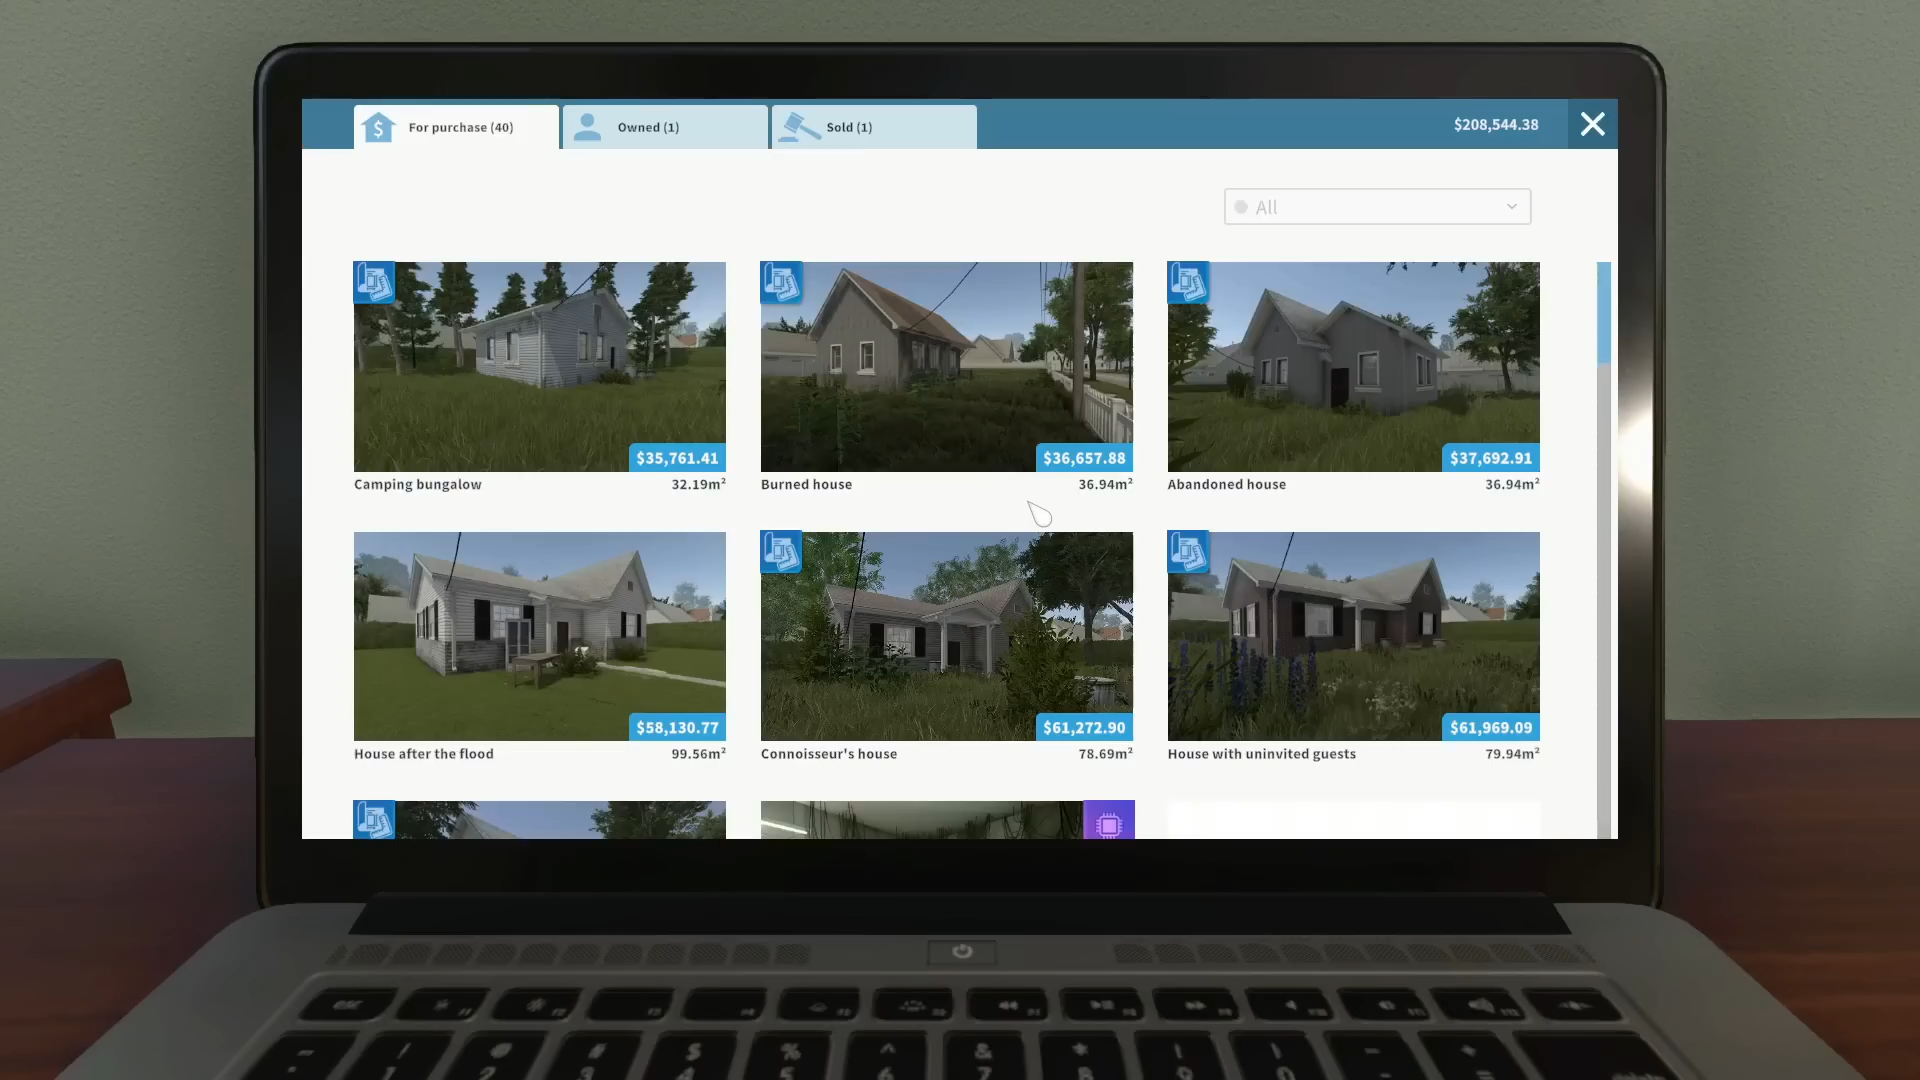 For purchase (40)
Owned (1)
Sold (1)
$208,544.38
All
$35,761.41
Camping bungalow 32.19m²
$36,657.88
Burned house 36.94m²
$37,692.91
Abandoned house 36.94m²
$58,130.77
House after the flood 99.56m²
$61,272.90
Connoisseur's house 78.69m²
$61,969.09
House with uninvited guests 79.94m²
esc